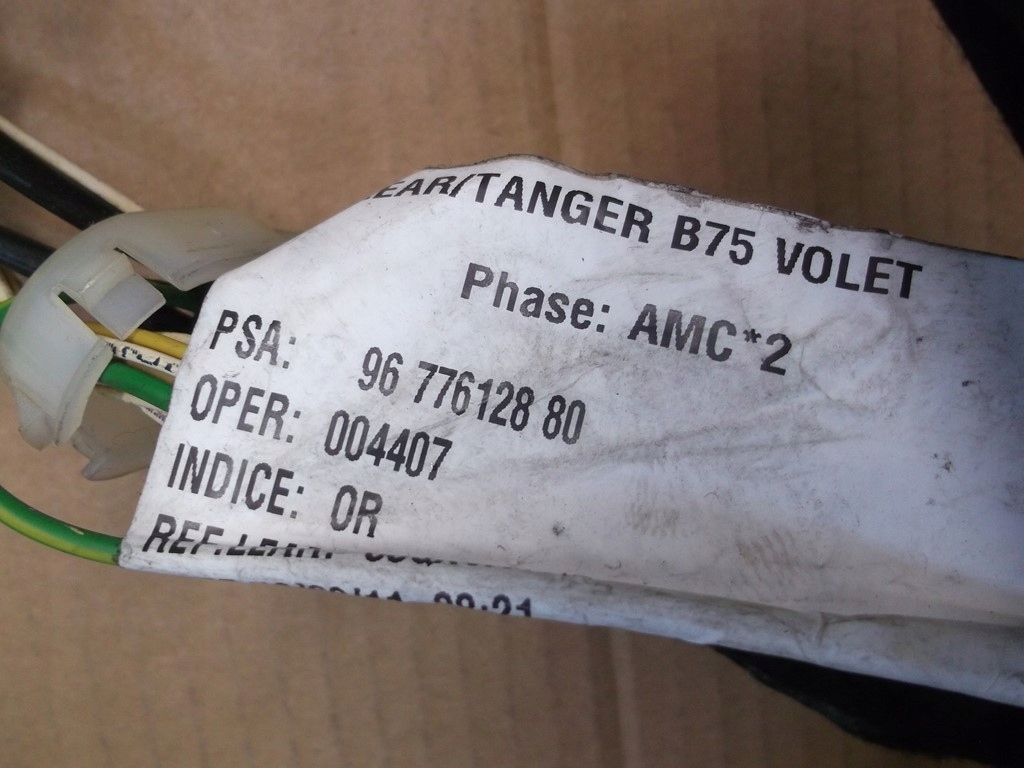 EAR/TANGER B75 VOLET
Phase: AMC*2
PSA: 96 776128 80
OPER: 004407
INDICE: OR